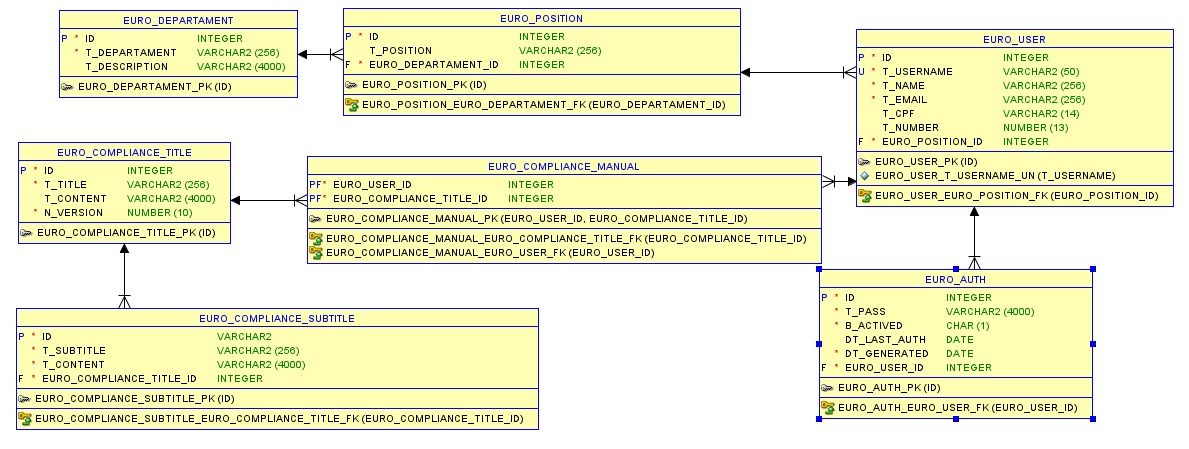 EURO_DEPARTAMENT
P * ID INTEGER
* T_DEPARTAMENT VARCHAR2 (256)
T_DESCRIPTION VARCHAR2 (4000)
EURO_DEPARTAMENT_PK (ID)
EURO_POSITION
P * ID INTEGER
T_POSITION VARCHAR2 (256)
F * EURO_DEPARTAMENT_ID INTEGER
EURO_POSITION_PK (ID)
EURO_POSITION_EURO_DEPARTAMENT_FK (EURO_DEPARTAMENT_ID)
EURO_USER
P * ID INTEGER
U * T_USERNAME VARCHAR2 (50)
* T_NAME VARCHAR2 (256)
* T_EMAIL VARCHAR2 (256)
T_CPF VARCHAR2 (14)
T_NUMBER NUMBER (13)
F * EURO_POSITION_ID INTEGER
EURO_USER_PK (ID)
EURO_USER_T_USERNAME_UN (T_USERNAME)
EURO_USER_EURO_POSITION_FK (EURO_POSITION_ID)
EURO_COMPLIANCE_TITLE
P * ID INTEGER
* T_TITLE VARCHAR2 (256)
T_CONTENT VARCHAR2 (4000)
* N_VERSION NUMBER (10)
EURO_COMPLIANCE_TITLE_PK (ID)
EURO_COMPLIANCE_MANUAL
PF* EURO_USER_ID INTEGER
PF* EURO_COMPLIANCE_TITLE_ID INTEGER
EURO_COMPLIANCE_MANUAL_PK (EURO_USER_ID, EURO_COMPLIANCE_TITLE_ID)
EURO_COMPLIANCE_MANUAL_EURO_COMPLIANCE_TITLE_FK (EURO_COMPLIANCE_TITLE_ID)
EURO_COMPLIANCE_MANUAL_EURO_USER_FK (EURO_USER_ID)
EURO_COMPLIANCE_SUBTITLE
P * ID VARCHAR2
* T_SUBTITLE VARCHAR2 (256)
* T_CONTENT VARCHAR2 (4000)
F * EURO_COMPLIANCE_TITLE_ID INTEGER
EURO_COMPLIANCE_SUBTITLE_PK (ID)
EURO_COMPLIANCE_SUBTITLE_EURO_COMPLIANCE_TITLE_FK (EURO_COMPLIANCE_TITLE_ID)
EURO_AUTH
P * ID INTEGER
* T_PASS VARCHAR2 (4000)
* B_ACTIVED CHAR (1)
DT_LAST_AUTH DATE
* DT_GENERATED DATE
F * EURO_USER_ID INTEGER
EURO_AUTH_PK (ID)
EURO_AUTH_EURO_USER_FK (EURO_USER_ID)